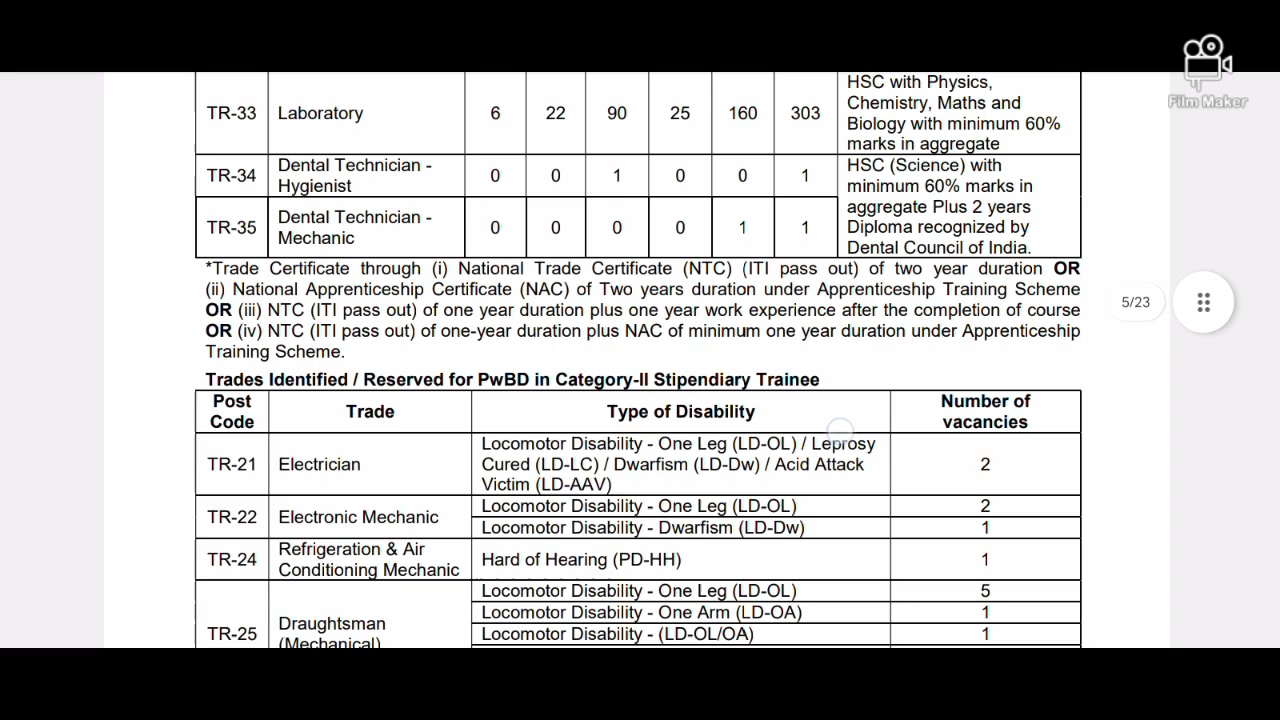 Film Maker
HSC with Physics,
Chemistry, Maths and
Biology with minimum 60%
marks in aggregate
TR-33 Laboratory 6 22 90 25 160 303
Dental Technician -
Hygienist
TR-34 0 0 1 0 0 1
HSC (Science) with
minimum 60% marks in
aggregate Plus 2 years
Diploma recognized by
Dental Council of India.
Dental Technician -
Mechanic
TR-35 0 0 0 0 1 1
*Trade Certificate through (i) National Trade Certificate (NTC) (ITI pass out) of two year duration OR
(ii) National Apprenticeship Certificate (NAC) of Two years duration under Apprenticeship Training Scheme
OR (iii) NTC (ITI pass out) of one year duration plus one year work experience after the completion of course
OR (iv) NTC (ITI pass out) of one-year duration plus NAC of minimum one year duration under Apprenticeship
Training Scheme.
5/23
Trades Identified / Reserved for PwBD in Category-II Stipendiary Trainee
Post
Code
Trade
Type of Disability
Number of
vacancies
TR-21 Electrician
Locomotor Disability - One Leg (LD-OL) / Leprosy
Cured (LD-LC) / Dwarfism (LD-Dw) / Acid Attack
Victim (LD-AAV)
2
TR-22 Electronic Mechanic
Locomotor Disability - One Leg (LD-OL) 2
Locomotor Disability - Dwarfism (LD-Dw) 1
TR-24
Refrigeration & Air
Conditioning Mechanic
Hard of Hearing (PD-HH) 1
TR-25
Draughtsman
(Mechanical)
Locomotor Disability - One Leg (LD-OL) 5
Locomotor Disability - One Arm (LD-OA) 1
Locomotor Disability - (LD-OL/OA) 1